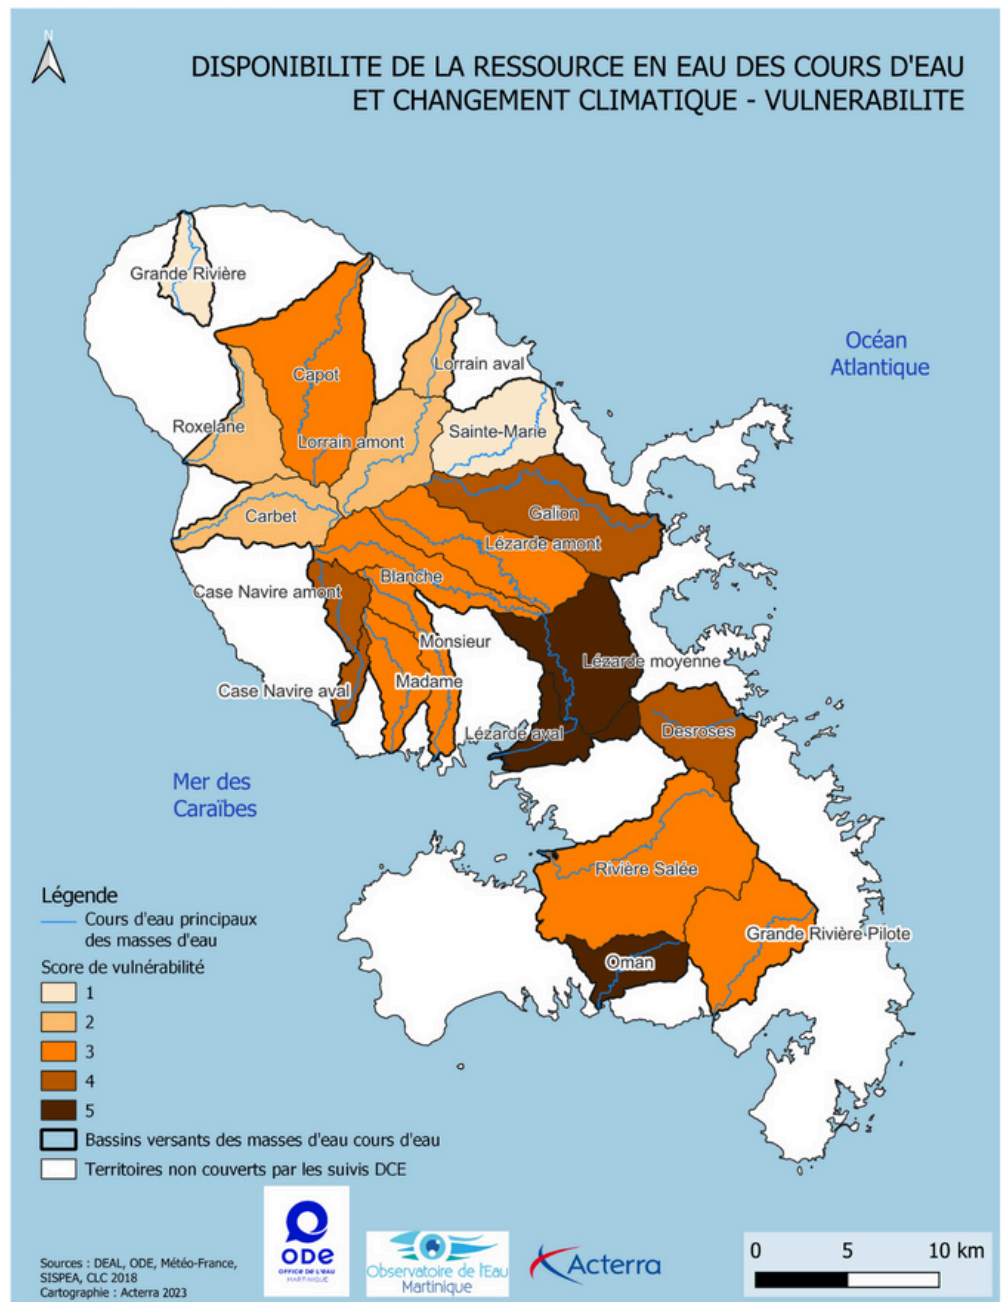 N
DISPONIBILITE DE LA RESSOURCE EN EAU DES COURS D'EAU
ET CHANGEMENT CLIMATIQUE - VULNERABILITE
Grande Rivière
Océan
Atlantique
Capot
Lorrain aval
Roxelane
Lorrain amont
Sainte-Marie
Carbet
Galion
Lézarde amont
Blanche
Case Navire amont
Monsieur
Lézarde moyenne
Madame
Case Navire aval
Lézarde aval
Desroses
Mer des
Caraïbes
Rivière Salée
Grande Rivière Pilote
Oman
Légende
Cours d'eau principaux
des masses d'eau
Score de vulnérabilité
1
2
3
4
5
Bassins versants des masses d'eau cours d'eau
Territoires non couverts par les suivis DCE
Sources : DEAL, ODE, Météo-France,
SISPEA, CLC 2018
Cartographie : Acterra 2023
ODE
OFFICE DE L'EAU
MARTINIQUE
Observatoire de l'Eau
Martinique
Acterra
0 5 10 km